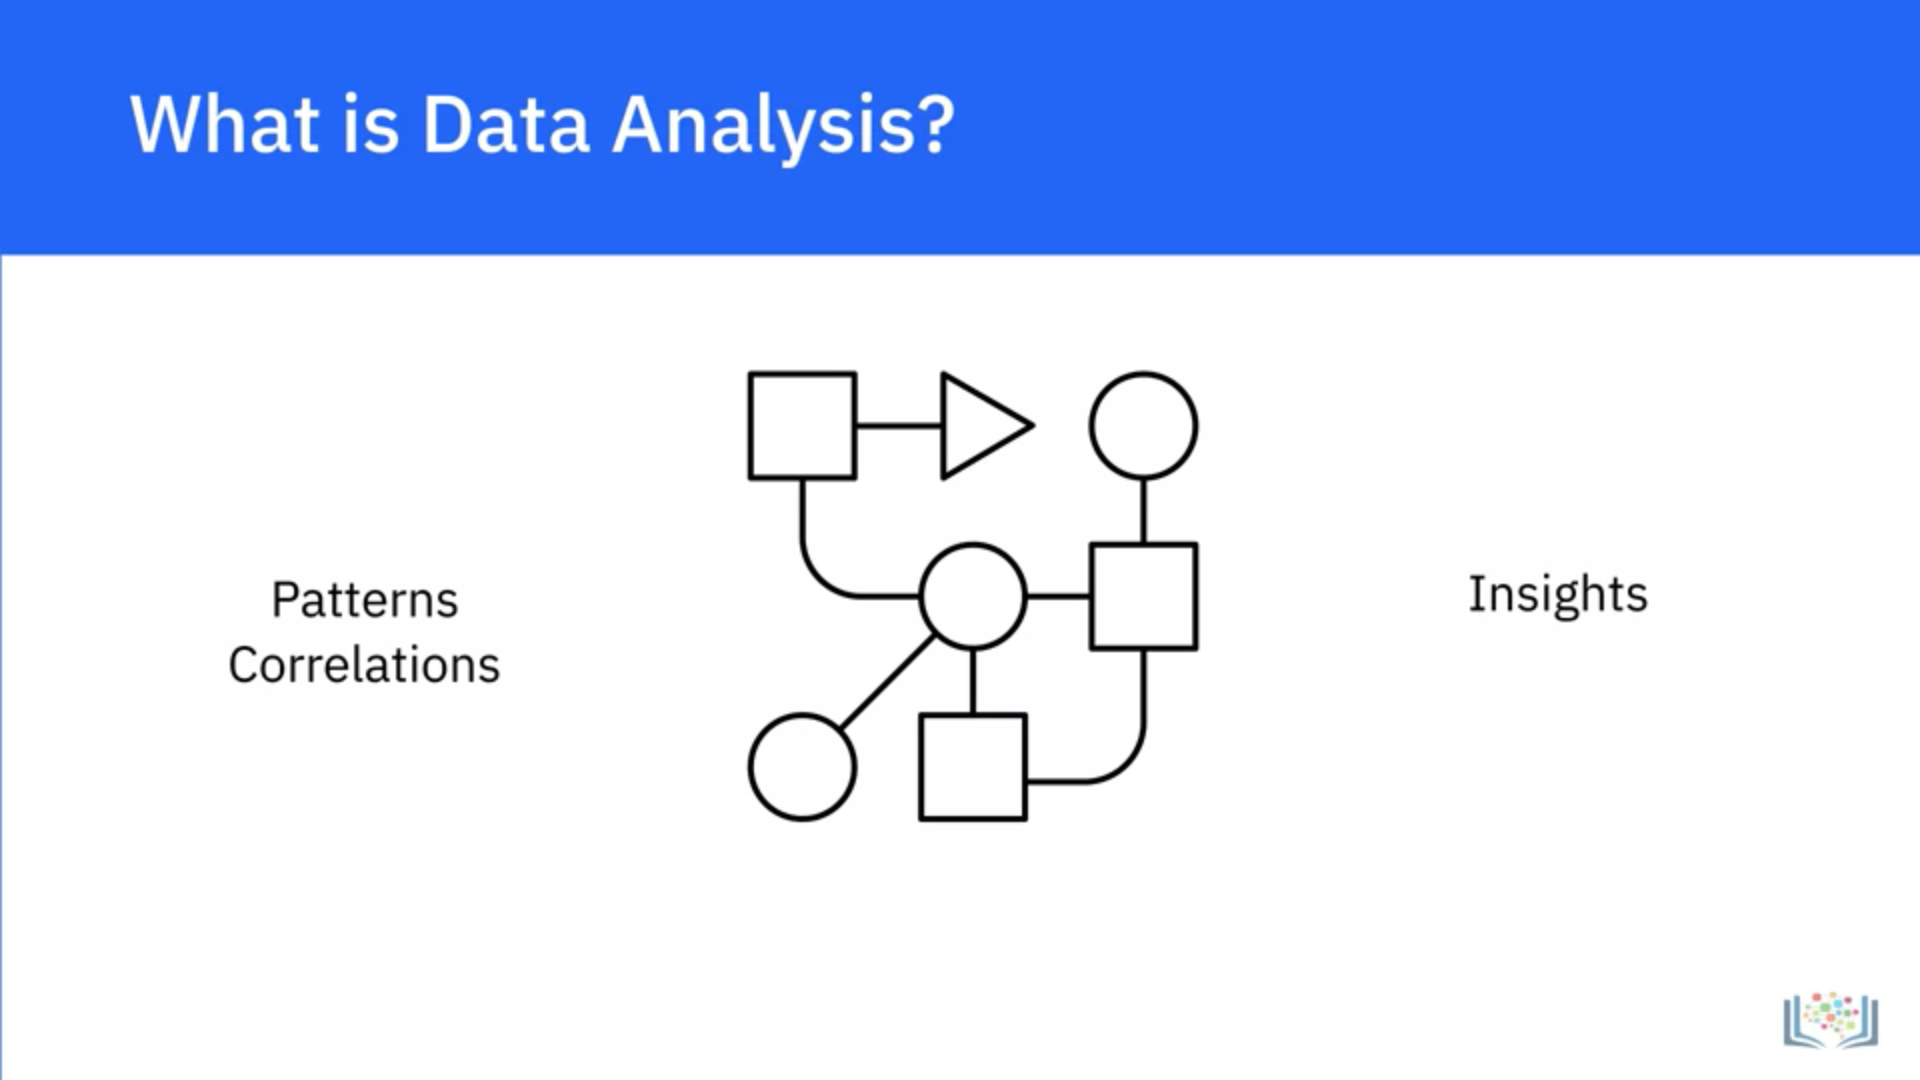 What is Data Analysis?
Patterns
Correlations
Insights